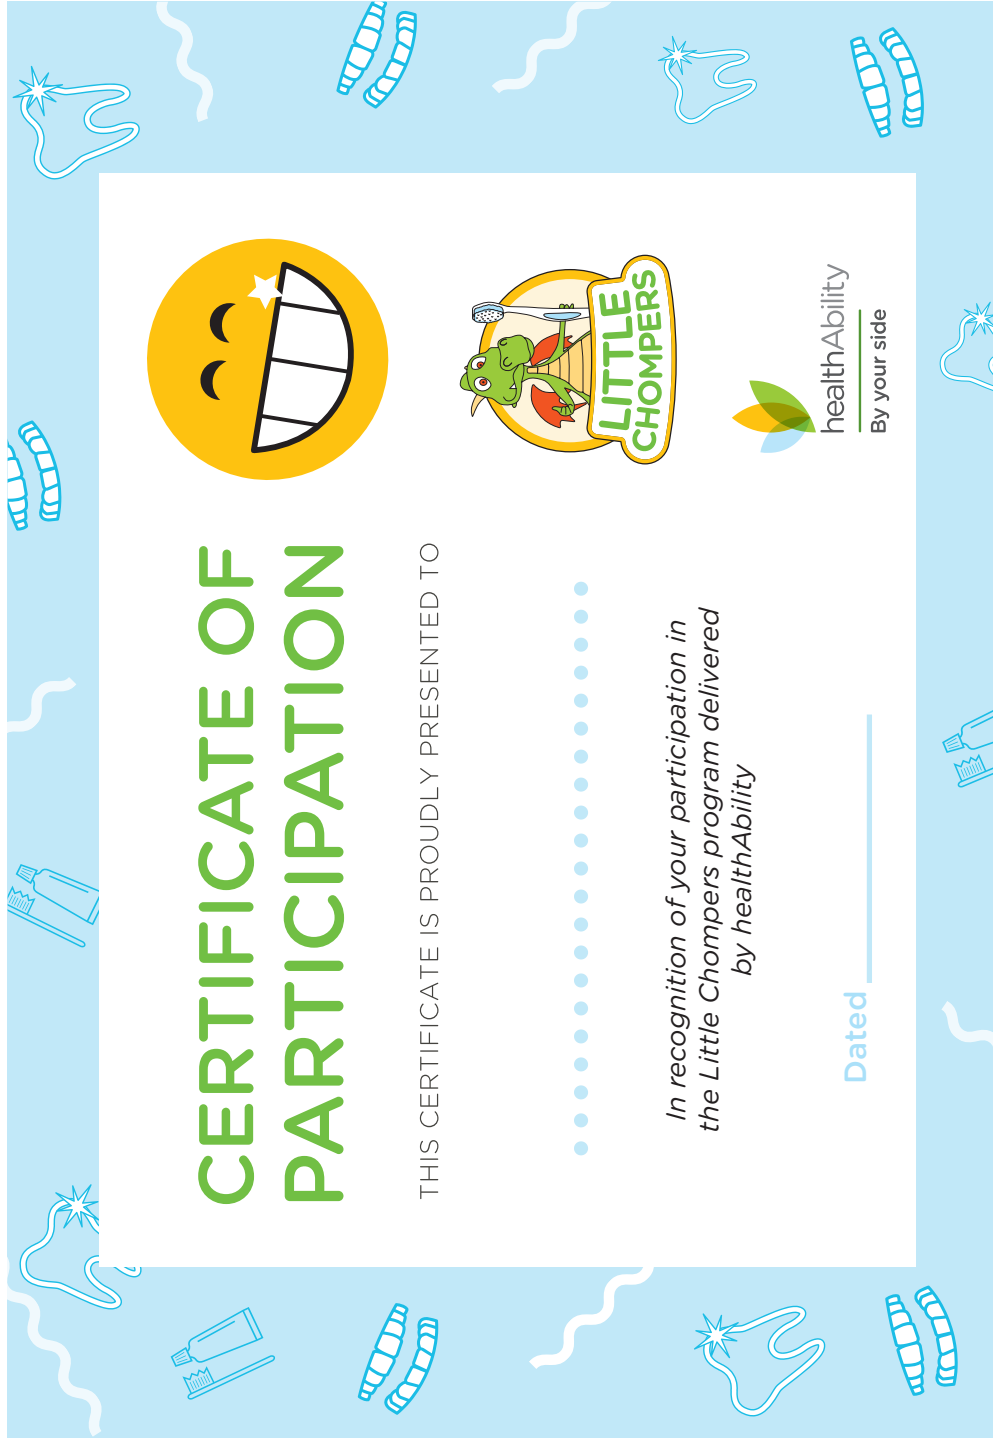 CERTIFICATE OF
PARTICIPATION
THIS CERTIFICATE IS PROUDLY PRESENTED TO
In recognition of your participation in
the Little Chompers program delivered
by healthAbility
Dated
LITTLE
CHOMPERS
healthAbility
By your side